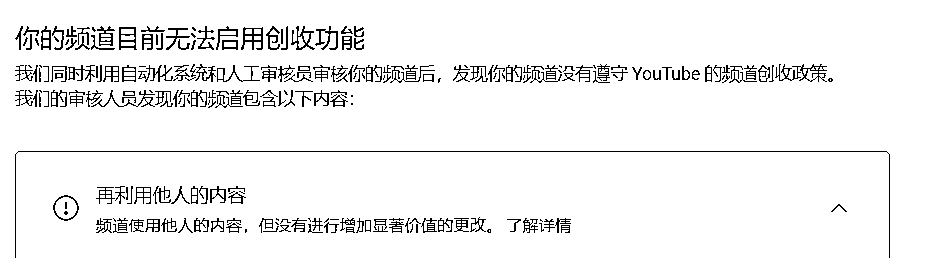 你的频道目前无法启用创收功能
我们同时利用自动化系统和人工审核员审核你的频道后，发现你的频道没有遵守 YouTube 的频道创收政策。
我们的审核人员发现你的频道包含以下内容：
再利用他人的内容
频道使用他人的内容，但没有进行增加显著价值的更改。 了解详情